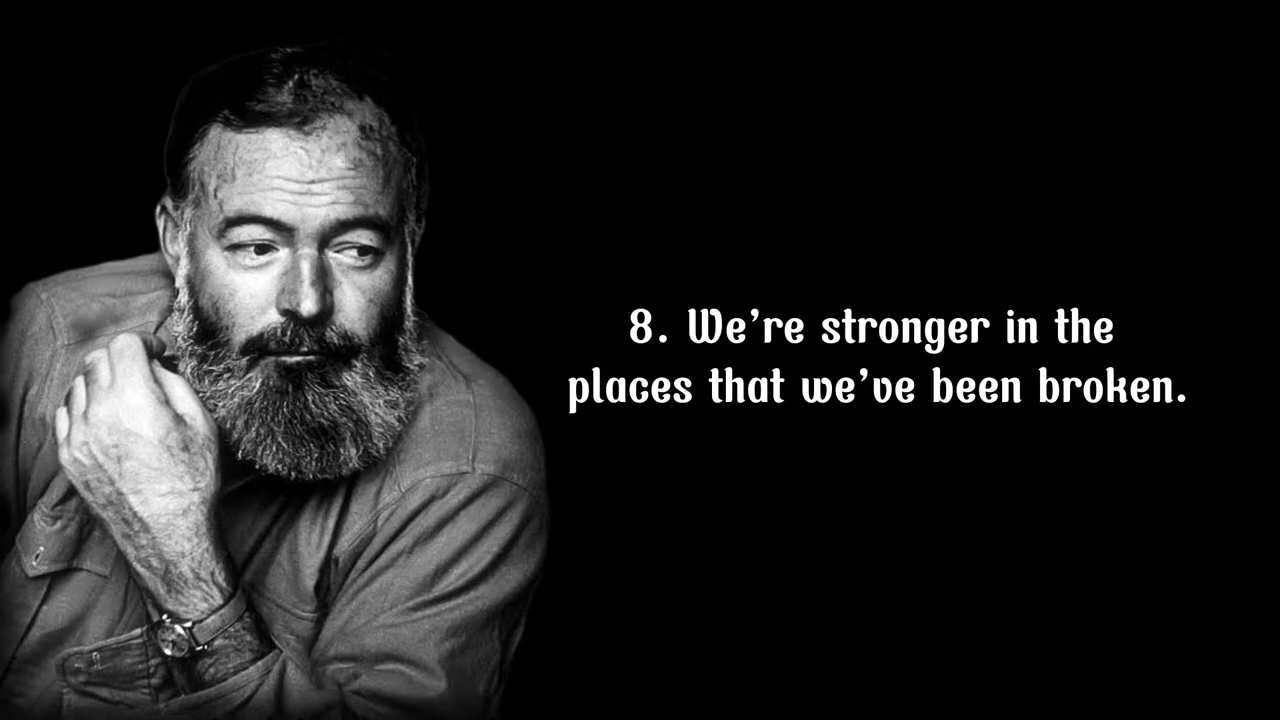 8. We’re stronger in the
places that we’ve been broken.